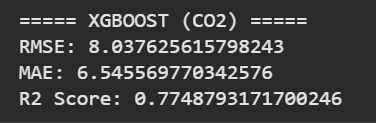 ===== XGBOOST (CO2) =====
RMSE: 8.037625615798243
MAE: 6.545569770342576
R2 Score: 0.7748793171700246